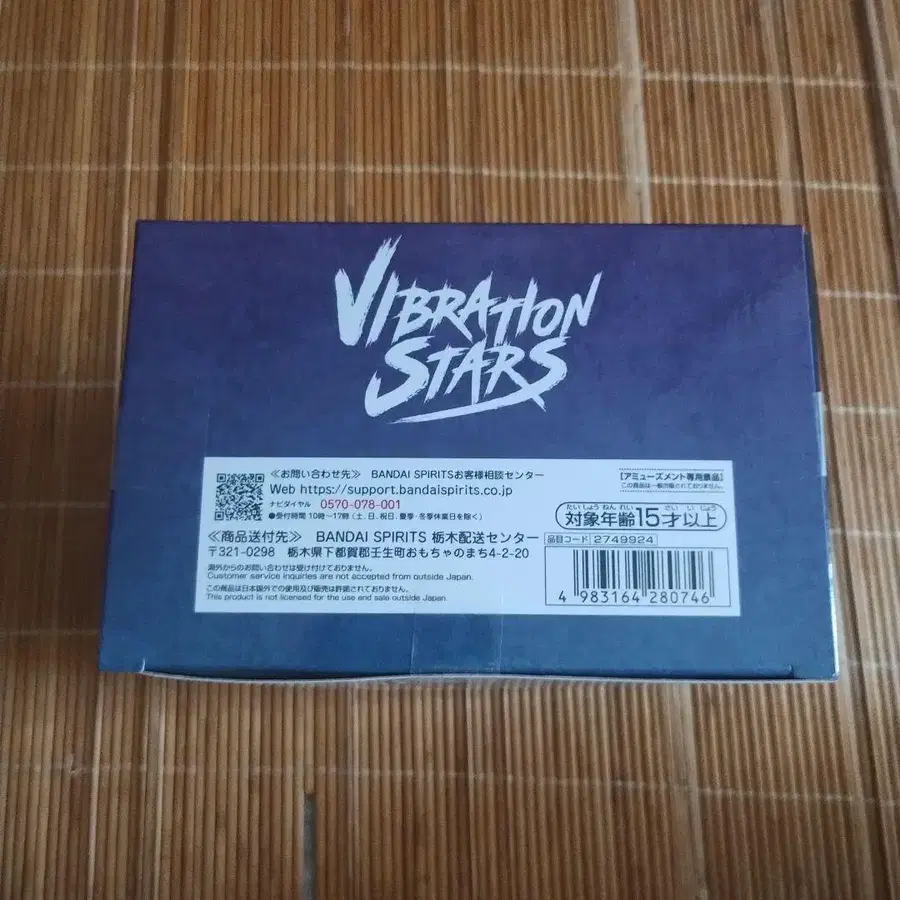 VIBRATION
STARS
≪お問い合わせ先≫ BANDAI SPIRITSお客様相談センター
Web https://support.bandaispirits.co.jp
ナビダイヤル 0570-078-001
●受付時間 10時～17時 (土、日、祝日、夏季・冬季休業日を除く)
【アミューズメント専用景品】
この商品は一般市販されておりません。
たい しょう ねん れい さい い じょう
対象年齢15才以上
≪商品送付先≫ BANDAI SPIRITS 栃木配送センター
〒321-0298 栃木県下都賀郡壬生町おもちゃのまち4-2-20
品目コード 2749924
海外からのお問い合わせは受け付けておりません。
Customer service inquiries are not accepted from outside Japan.
この商品は日本国外での使用及び販売は許諾されておりません。
This product is not licensed for the use and sale outside Japan.
4 983164 280746